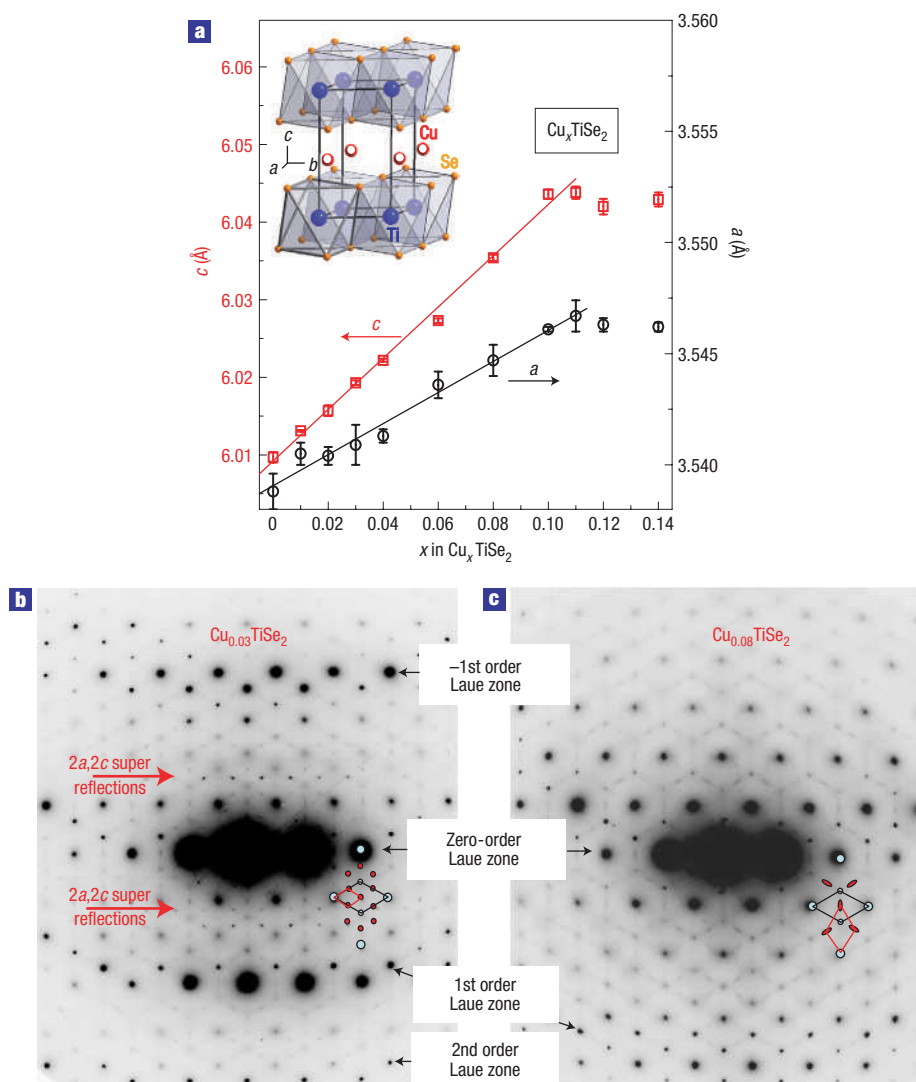 a
6.06
6.05
6.04
6.03
6.02
6.01
c (Å)
3.560
3.555
3.550
3.545
3.540
a (Å)
c
a
b
Cu
Se
Ti
CuₓTiSe₂
c
a
0
0.02
0.04
0.06
0.08
0.10
0.12
0.14
x in CuₓTiSe₂
b
Cu₀.₀₃TiSe₂
2a,2c super
reflections
2a,2c super
reflections
–1st order
Laue zone
Zero-order
Laue zone
1st order
Laue zone
2nd order
Laue zone
c
Cu₀.₀₈TiSe₂